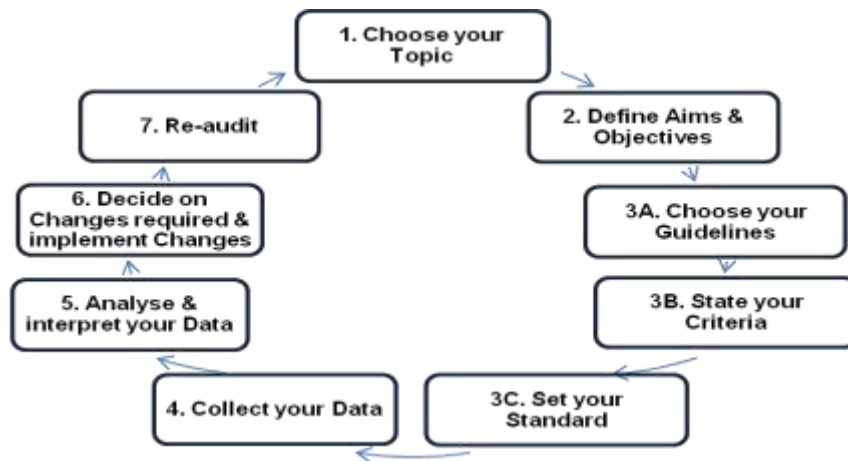 1. Choose your
Topic
2. Define Aims &
Objectives
3A. Choose your
Guidelines
3B. State your
Criteria
3C. Set your
Standard
4. Collect your Data
5. Analyse &
interpret your Data
6. Decide on
Changes required &
implement Changes
7. Re-audit